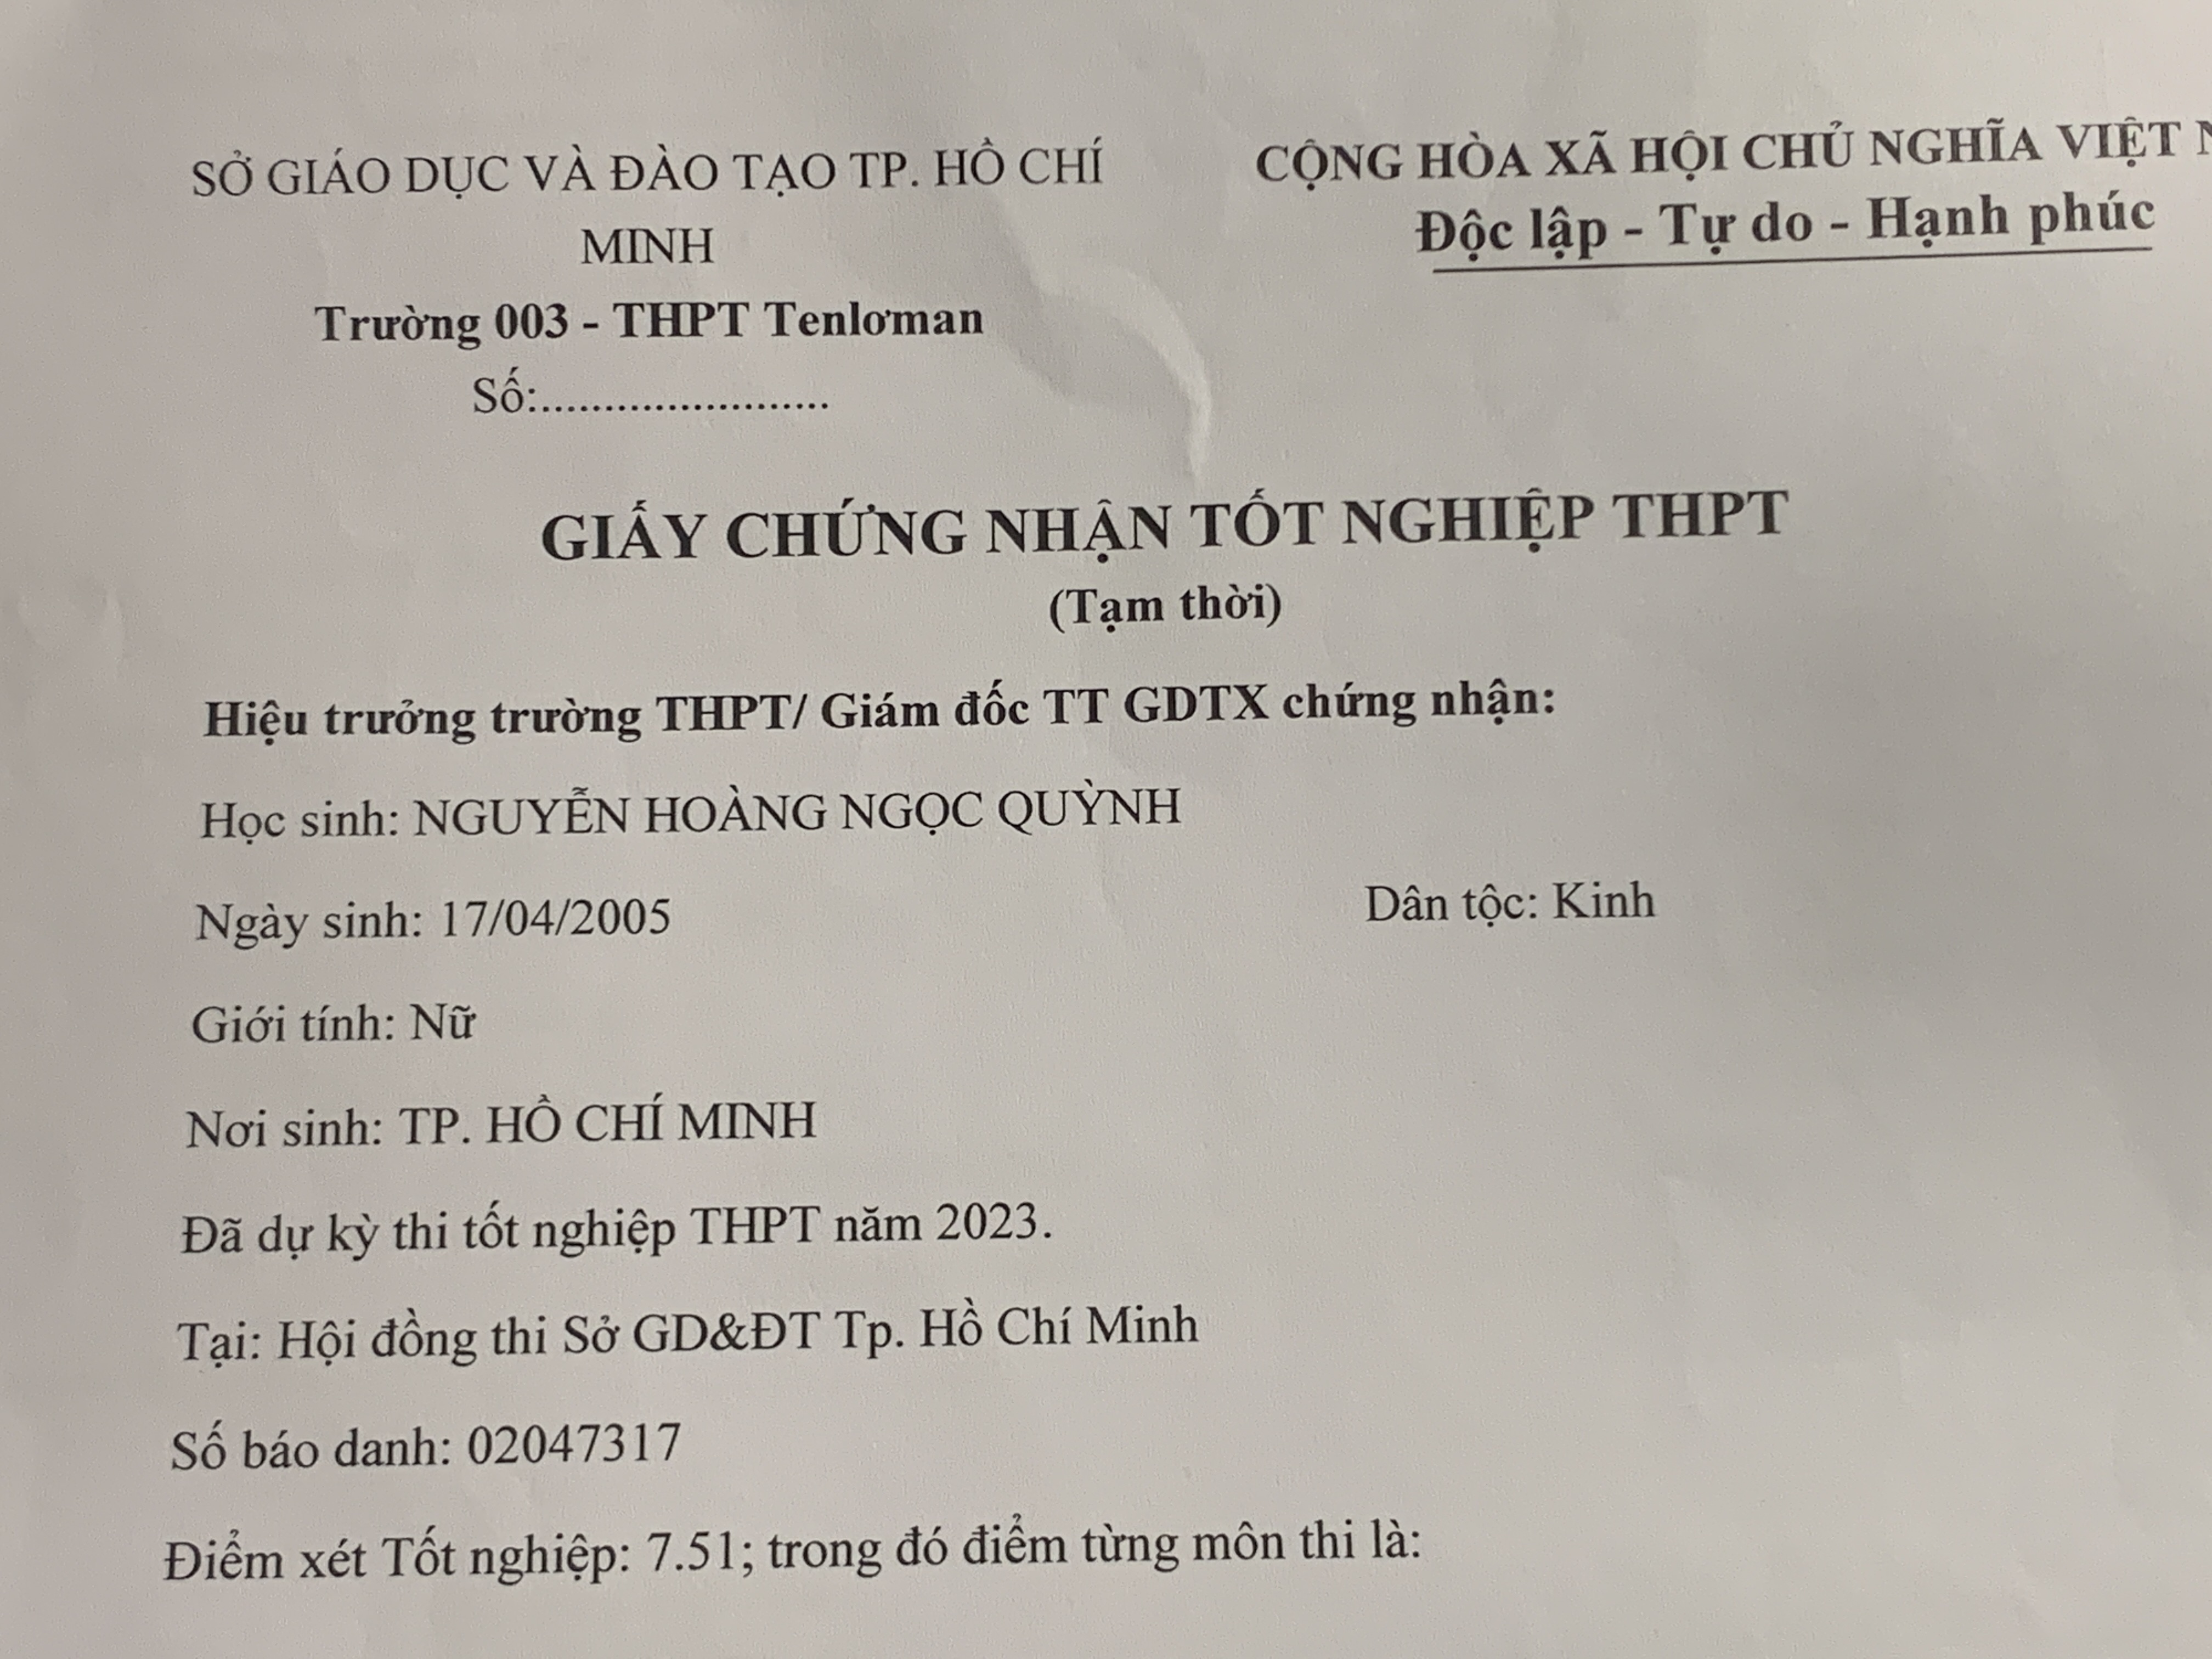 SỞ GIÁO DỤC VÀ ĐÀO TẠO TP. HỒ CHÍ
MINH
Trường 003 - THPT Tenlơman
Số:.......................
CỘNG HÒA XÃ HỘI CHỦ NGHĨA VIỆT N
Độc lập - Tự do - Hạnh phúc
GIẤY CHỨNG NHẬN TỐT NGHIỆP THPT
(Tạm thời)
Hiệu trưởng trường THPT/ Giám đốc TT GDTX chứng nhận:
Học sinh: NGUYỄN HOÀNG NGỌC QUỲNH
Ngày sinh: 17/04/2005 Dân tộc: Kinh
Giới tính: Nữ
Nơi sinh: TP. HỒ CHÍ MINH
Đã dự kỳ thi tốt nghiệp THPT năm 2023.
Tại: Hội đồng thi Sở GD&ĐT Tp. Hồ Chí Minh
Số báo danh: 02047317
Điểm xét Tốt nghiệp: 7.51; trong đó điểm từng môn thi là: